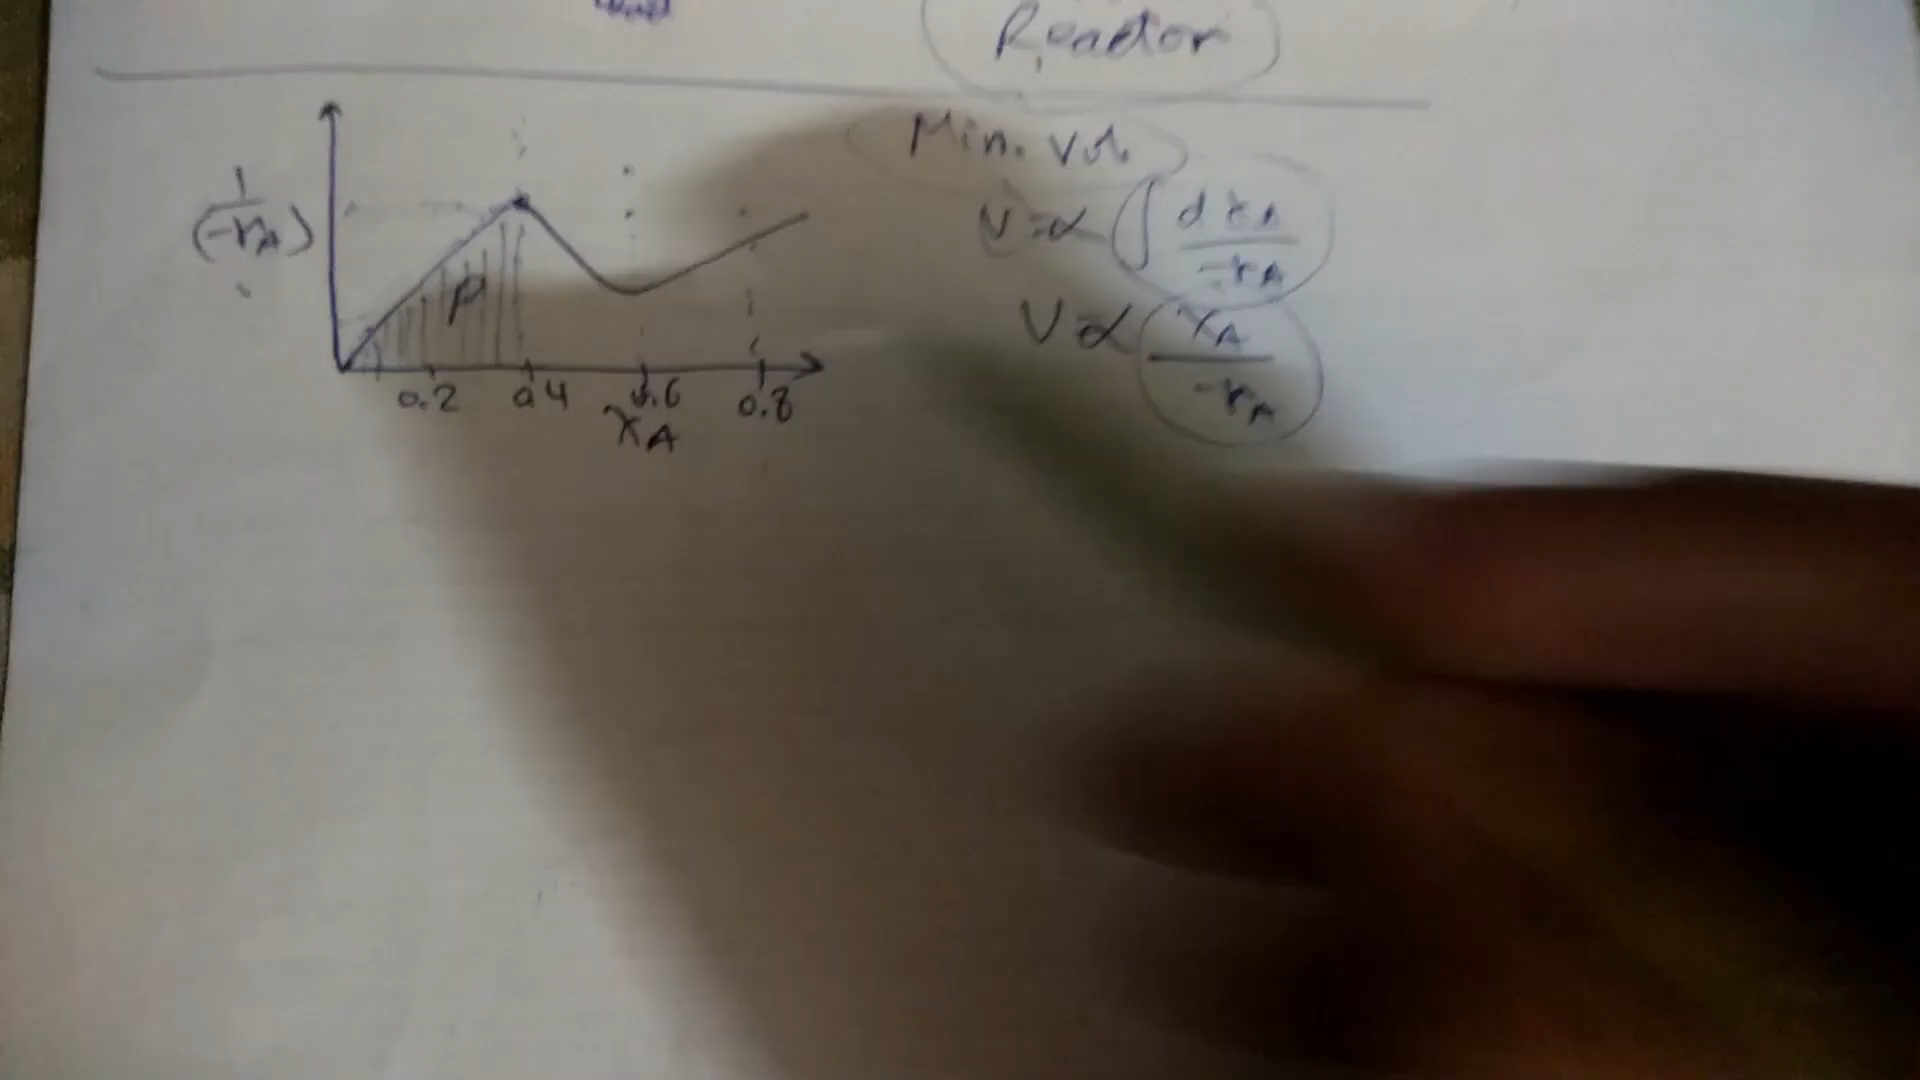 Reactor
Min. Vol.
1
(-rA)
V = α ∫ dxA
-rA
V α xA
-rA
P
0.2 0.4 0.6 0.8
xA